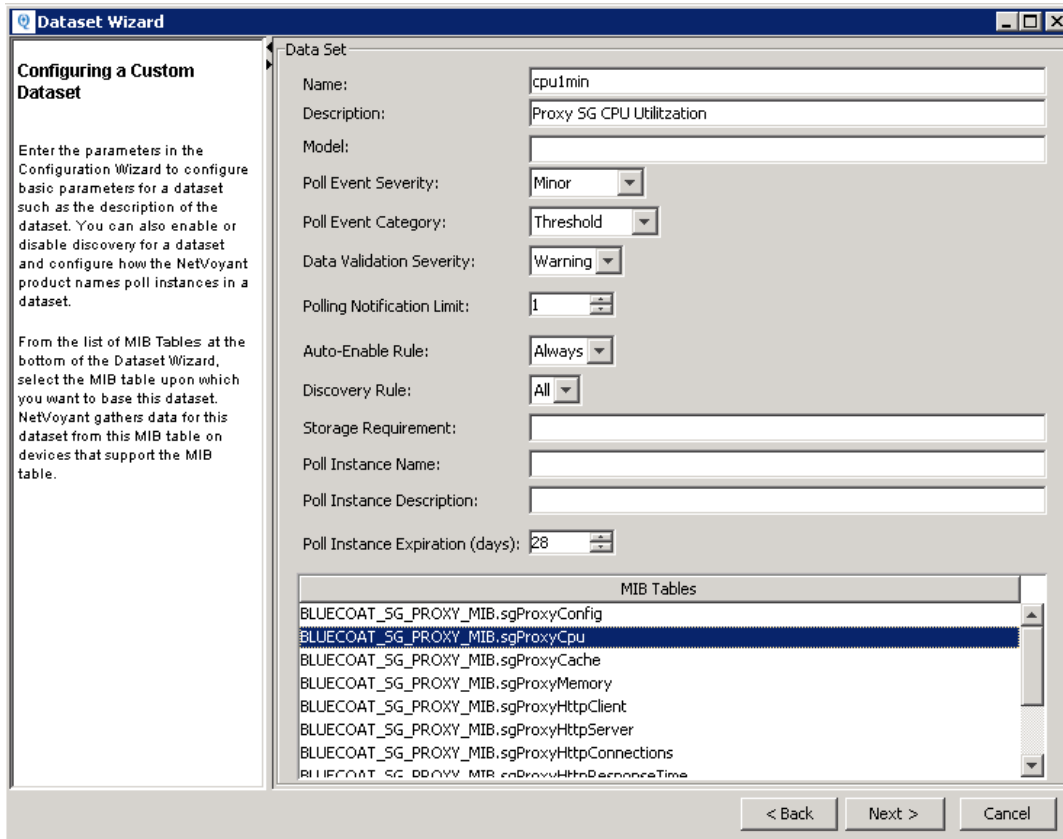 Dataset Wizard
Configuring a Custom
Dataset
Enter the parameters in the
Configuration Wizard to configure
basic parameters for a dataset
such as the description of the
dataset. You can also enable or
disable discovery for a dataset
and configure how the NetVoyant
product names poll instances in a
dataset.
From the list of MIB Tables at the
bottom of the Dataset Wizard,
select the MIB table upon which
you want to base this dataset.
NetVoyant gathers data for this
dataset from this MIB table on
devices that support the MIB
table.
Data Set
Name: cpu1min
Description: Proxy SG CPU Utilitzation
Model:
Poll Event Severity: Minor
Poll Event Category: Threshold
Data Validation Severity: Warning
Polling Notification Limit: 1
Auto-Enable Rule: Always
Discovery Rule: All
Storage Requirement:
Poll Instance Name:
Poll Instance Description:
Poll Instance Expiration (days): 28
MIB Tables
BLUECOAT_SG_PROXY_MIB.sgProxyConfig
BLUECOAT_SG_PROXY_MIB.sgProxyCpu
BLUECOAT_SG_PROXY_MIB.sgProxyCache
BLUECOAT_SG_PROXY_MIB.sgProxyMemory
BLUECOAT_SG_PROXY_MIB.sgProxyHttpClient
BLUECOAT_SG_PROXY_MIB.sgProxyHttpServer
BLUECOAT_SG_PROXY_MIB.sgProxyHttpConnections
BLUECOAT_SG_PROXY_MIB.sgProxyHttpResponseTime
< Back Next > Cancel